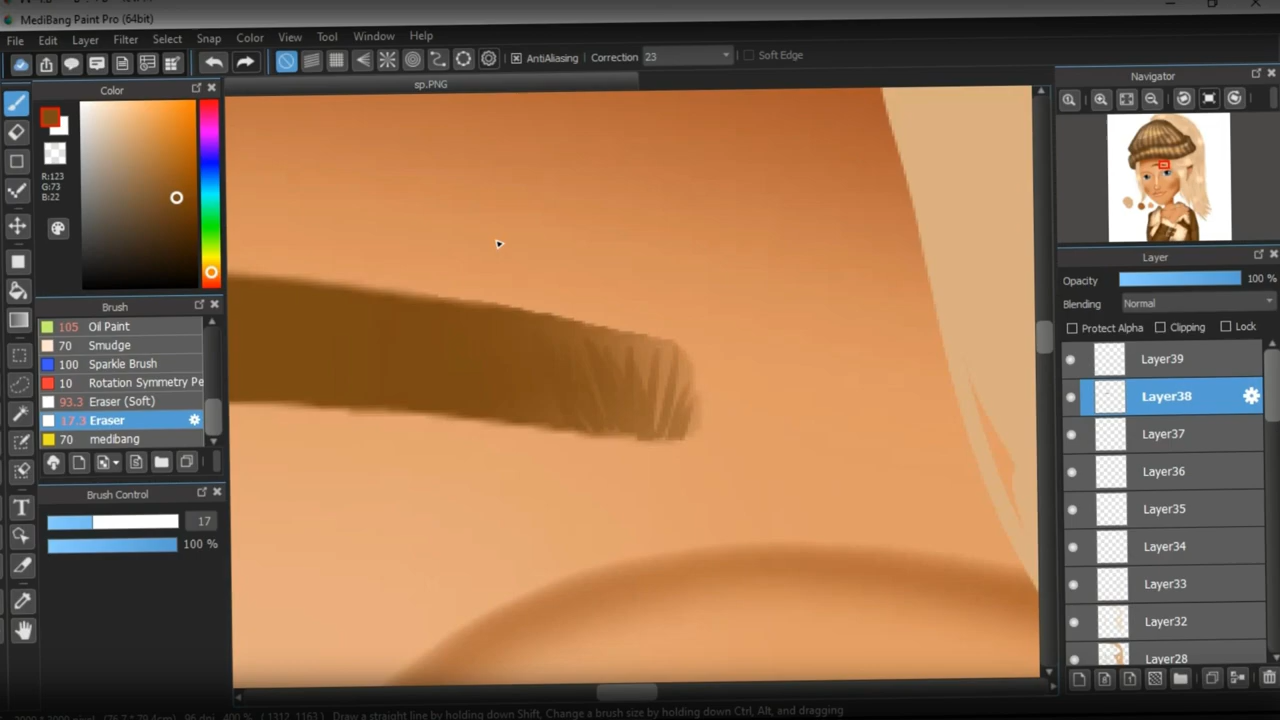 MediBang Paint Pro (64bit)
File Edit Layer Filter Select Snap Color View Tool Window Help
AntiAliasing Correction 23 Soft Edge
sp.PNG
Color
R:123
G:73
B:22
Brush
105 Oil Paint
70 Smudge
100 Sparkle Brush
10 Rotation Symmetry Pe
93.3 Eraser (Soft)
17.3 Eraser
70 medibang
Brush Control
17
100 %
Navigator
Layer
Opacity 100 %
Blending Normal
Protect Alpha Clipping Lock
Layer39
Layer38
Layer37
Layer36
Layer35
Layer34
Layer33
Layer32
Layer28
400 % ( 1312, 1163 ) Draw a straight line by holding down Shift, Change a brush size by holding down Ctrl, Alt, and dragging